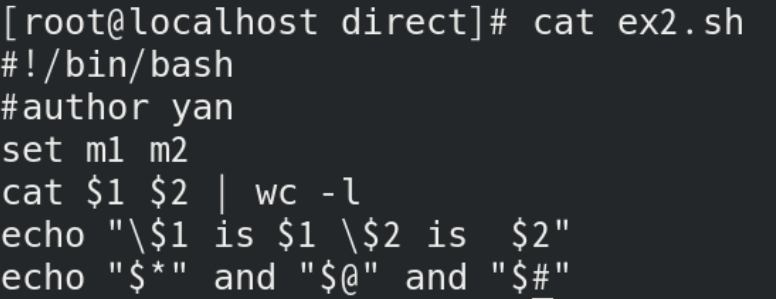 [root@localhost direct]# cat ex2.sh
#!/bin/bash
#author yan
set m1 m2
cat $1 $2 | wc -l
echo "\$1 is $1 \$2 is  $2"
echo "$*" and "$@" and "$#"